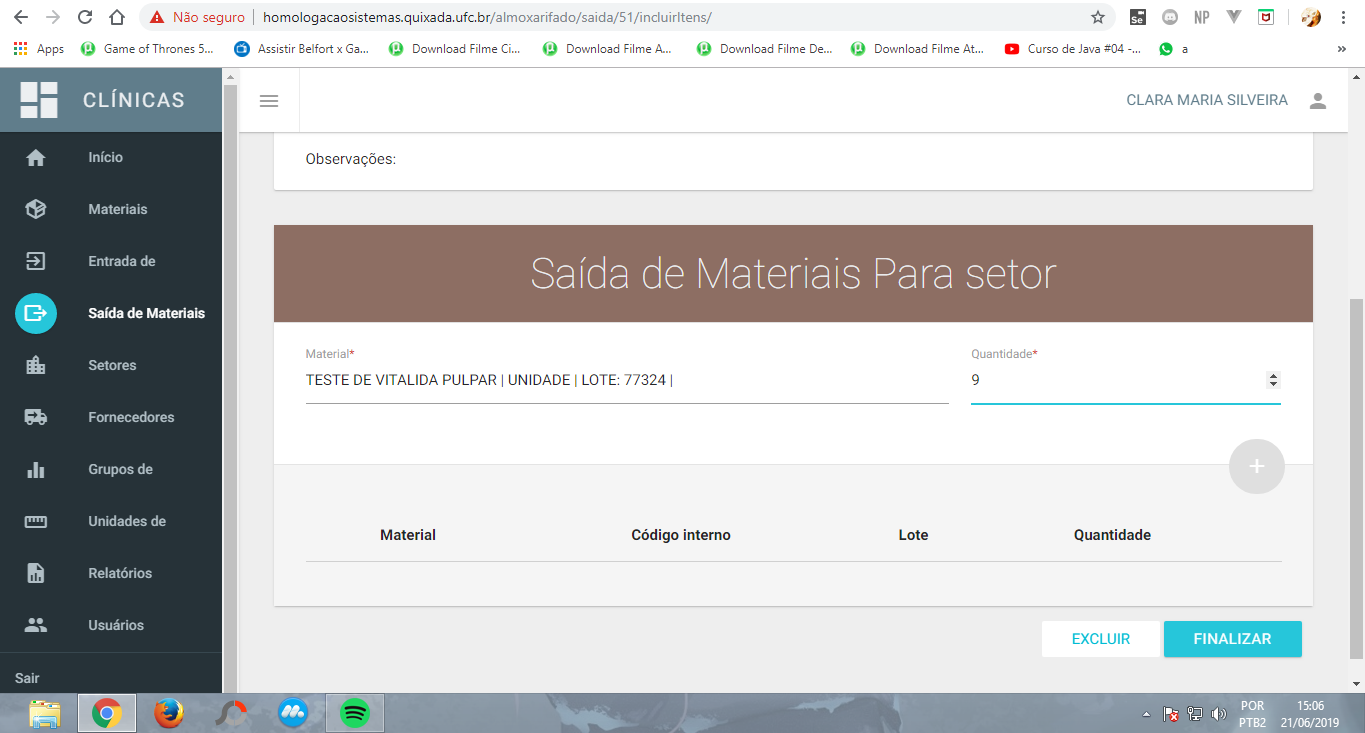 Não seguro | homologacaosistemas.quixada.ufc.br/almoxarifado/saida/51/incluirItens/
Se NP
Apps Game of Thrones 5... Assistir Belfort x Ga... Download Filme Ci... Download Filme A... Download Filme De... Download Filme At... Curso de Java #04 -... a »
CLÍNICAS
CLARA MARIA SILVEIRA
Início
Materiais
Entrada de
Saída de Materiais
Setores
Fornecedores
Grupos de
Unidades de
Relatórios
Usuários
Sair
Observações:
Saída de Materiais Para setor
Material* Quantidade*
TESTE DE VITALIDA PULPAR | UNIDADE | LOTE: 77324 | 9
+
Material Código interno Lote Quantidade
EXCLUIR FINALIZAR
POR 15:06
PTB2 21/06/2019